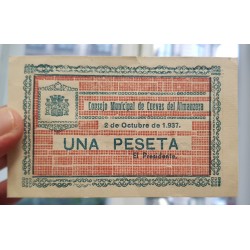 Consejo Municipal de Cuevas del Almanzora
2 de Octubre de 1.937.
UNA PESETA
El Presidente,